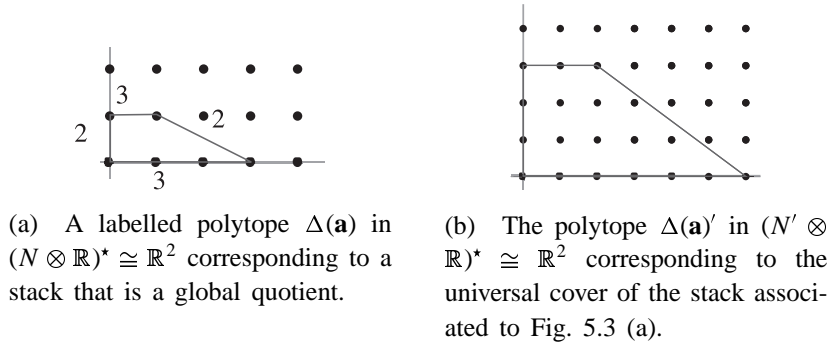 3
2
2
3
(a) A labelled polytope Δ(𝐚) in
(N ⊗ ℝ)⋆ ≅ ℝ² corresponding to a
stack that is a global quotient.
(b) The polytope Δ(𝐚)′ in (N′ ⊗
ℝ)⋆ ≅ ℝ² corresponding to the
universal cover of the stack associ-
ated to Fig. 5.3 (a).